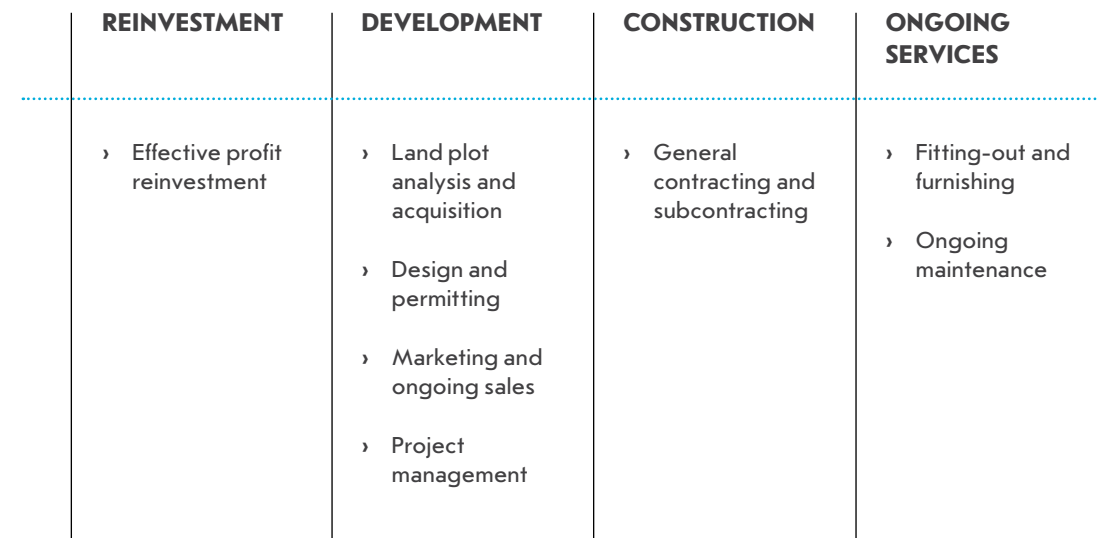 REINVESTMENT
Effective profit
reinvestment
DEVELOPMENT
› Land plot
analysis and
acquisition
› Design and
permitting
› Marketing and
ongoing sales
› Project
management
CONSTRUCTION
› General
contracting and
subcontracting
ONGOING
SERVICES
› Fitting-out and
furnishing
› Ongoing
maintenance